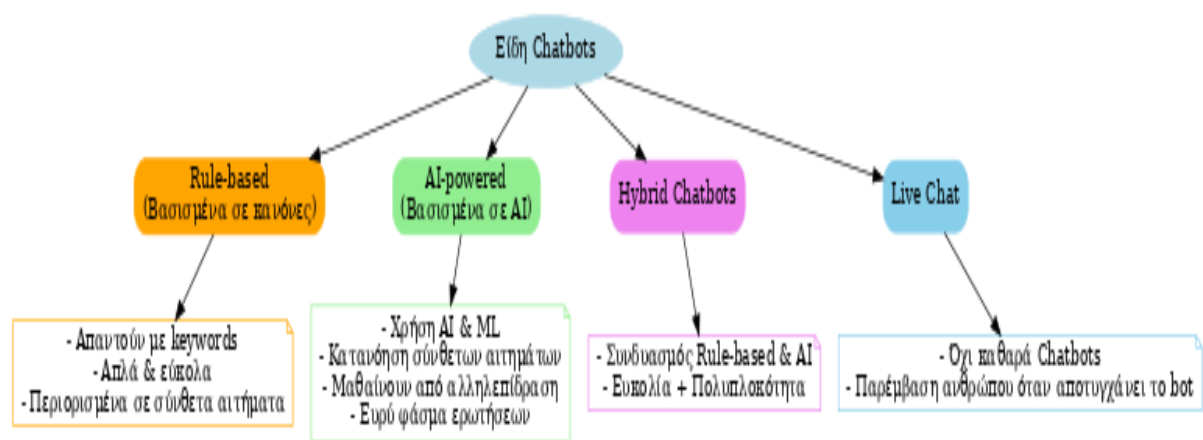 Είδη Chatbots
Rule-based
(Βασισμένα σε κανόνες)
AI-powered
(Βασισμένα σε AI)
Hybrid Chatbots
Live Chat
- Απαντούν με keywords
- Απλά & εύκολα
- Περιορισμένα σε σύνθετα αιτήματα
- Χρήση AI & ML
- Κατανόηση σύνθετων αιτημάτων
- Μαθαίνουν από αλληλεπίδραση
- Ευρύ φάσμα ερωτήσεων
- Συνδυασμός Rule-based & AI
- Ευκολία + Πολυπλοκότητα
- Όχι καθαρά Chatbots
- Παρέμβαση ανθρώπου όταν αποτυγχάνει το bot